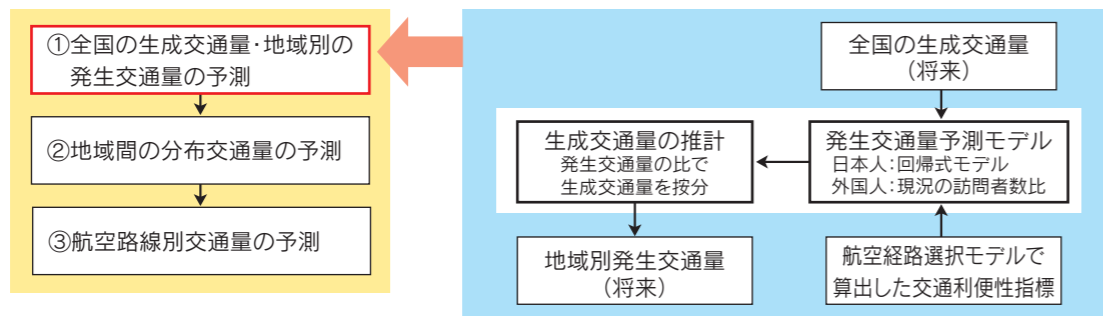 ①全国の生成交通量・地域別の
発生交通量の予測
②地域間の分布交通量の予測
③航空路線別交通量の予測
全国の生成交通量
(将来)
生成交通量の推計
発生交通量の比で
生成交通量を按分
発生交通量予測モデル
日本人:回帰式モデル
外国人:現況の訪問者数比
地域別発生交通量
(将来)
航空経路選択モデルで
算出した交通利便性指標